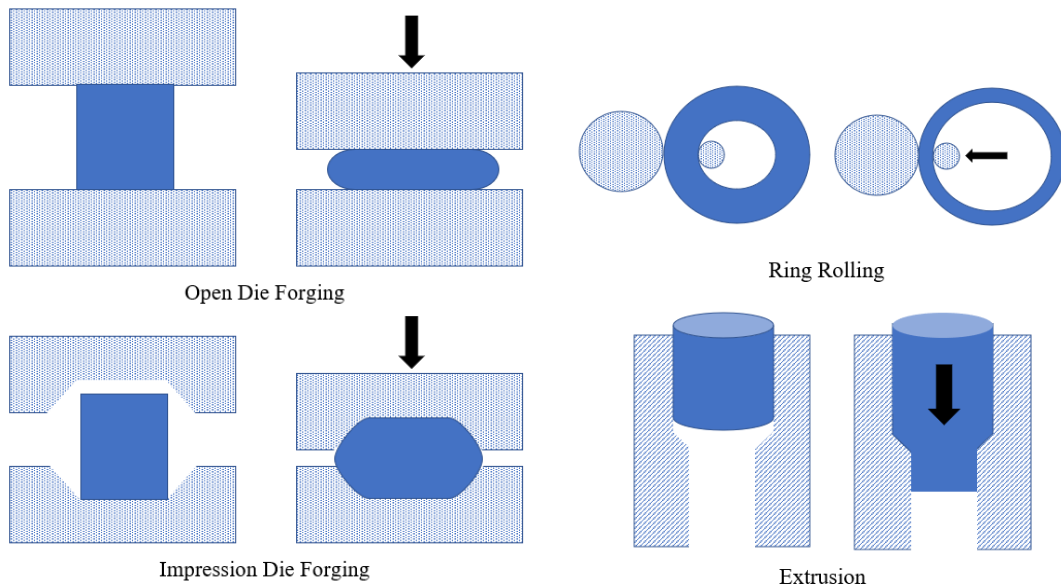 Open Die Forging
Ring Rolling
Impression Die Forging
Extrusion